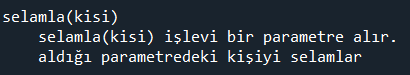 selamla(kisi)
selamla(kisi) işlevi bir parametre alır.
aldığı parametredeki kişiyi selamlar